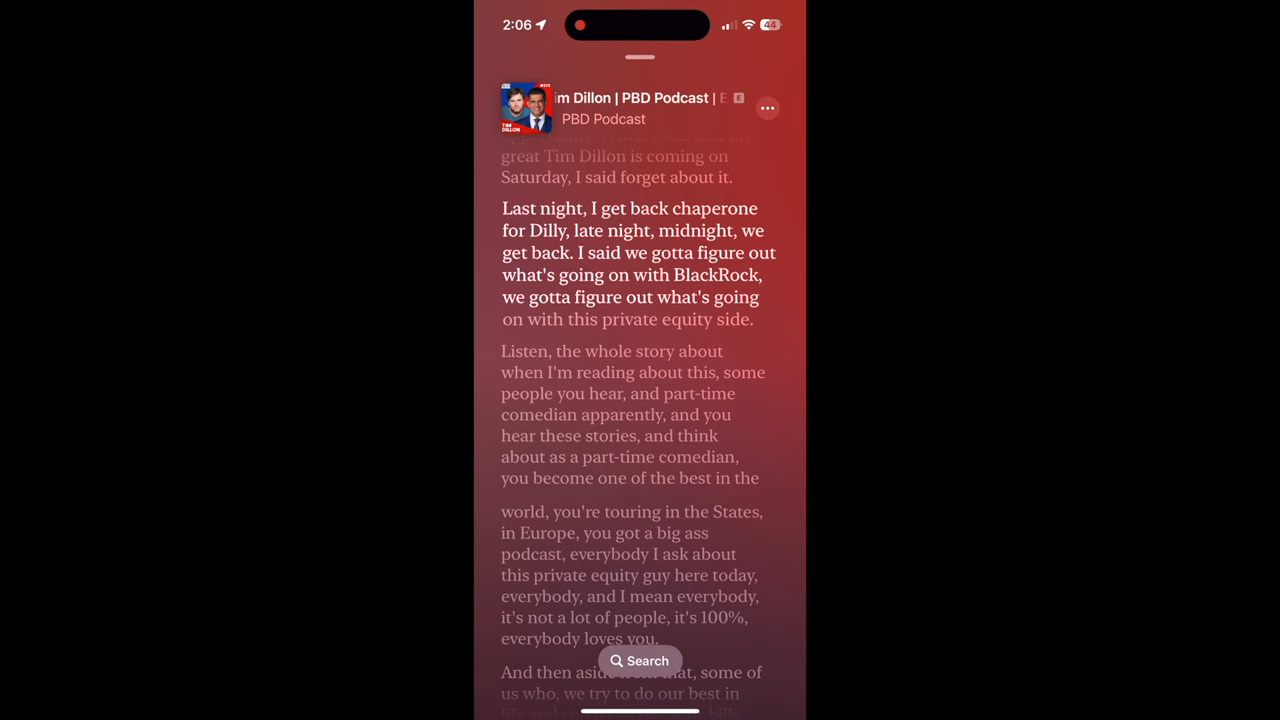 2:06
44
im Dillon | PBD Podcast | E
PBD Podcast
TIM
DILLON
great Tim Dillon is coming on
Saturday, I said forget about it.
Last night, I get back chaperone
for Dilly, late night, midnight, we
get back. I said we gotta figure out
what's going on with BlackRock,
we gotta figure out what's going
on with this private equity side.
Listen, the whole story about
when I'm reading about this, some
people you hear, and part-time
comedian apparently, and you
hear these stories, and think
about as a part-time comedian,
you become one of the best in the
world, you're touring in the States,
in Europe, you got a big ass
podcast, everybody I ask about
this private equity guy here today,
everybody, and I mean everybody,
it's not a lot of people, it's 100%,
everybody loves you.
Search
And then aside from that, some of
us who, we try to do our best in